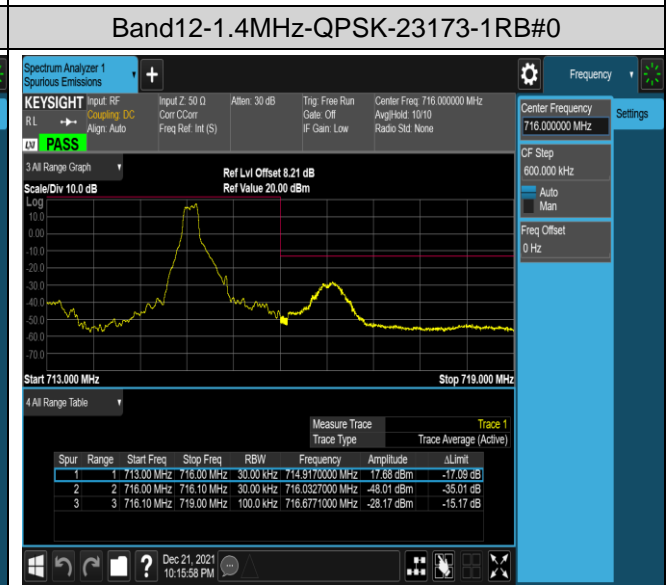 Band12-1.4MHz-QPSK-23173-1RB#0
Spectrum Analyzer 1
Spurious Emissions
+
Frequency
KEYSIGHT
RL
LXI
PASS
Input: RF
Coupling: DC
Align: Auto
Input Z: 50 Ω
Corr CCorr
Freq Ref: Int (S)
Atten: 30 dB
Trig: Free Run
Gate: Off
IF Gain: Low
Center Freq: 716.000000 MHz
Avg|Hold: 10/10
Radio Std: None
Center Frequency
716.000000 MHz
Settings
CF Step
600.000 kHz
Auto
Man
Freq Offset
0 Hz
3 All Range Graph
Ref Lvl Offset 8.21 dB
Scale/Div 10.0 dB
Ref Value 20.00 dBm
Log
10.0
0.00
-10.0
-20.0
-30.0
-40.0
-50.0
-60.0
-70.0
Start 713.000 MHz
Stop 719.000 MHz
4 All Range Table
Measure Trace Trace 1
Trace Type Trace Average (Active)
Spur Range Start Freq Stop Freq RBW Frequency Amplitude ΔLimit
1 1 713.00 MHz 716.00 MHz 30.00 kHz 714.9170000 MHz 17.68 dBm -17.09 dB
2 2 716.00 MHz 716.10 MHz 30.00 kHz 716.0327000 MHz -48.01 dBm -35.01 dB
3 3 716.10 MHz 719.00 MHz 100.0 kHz 716.6771000 MHz -28.17 dBm -15.17 dB
?
Dec 21, 2021
10:15:58 PM